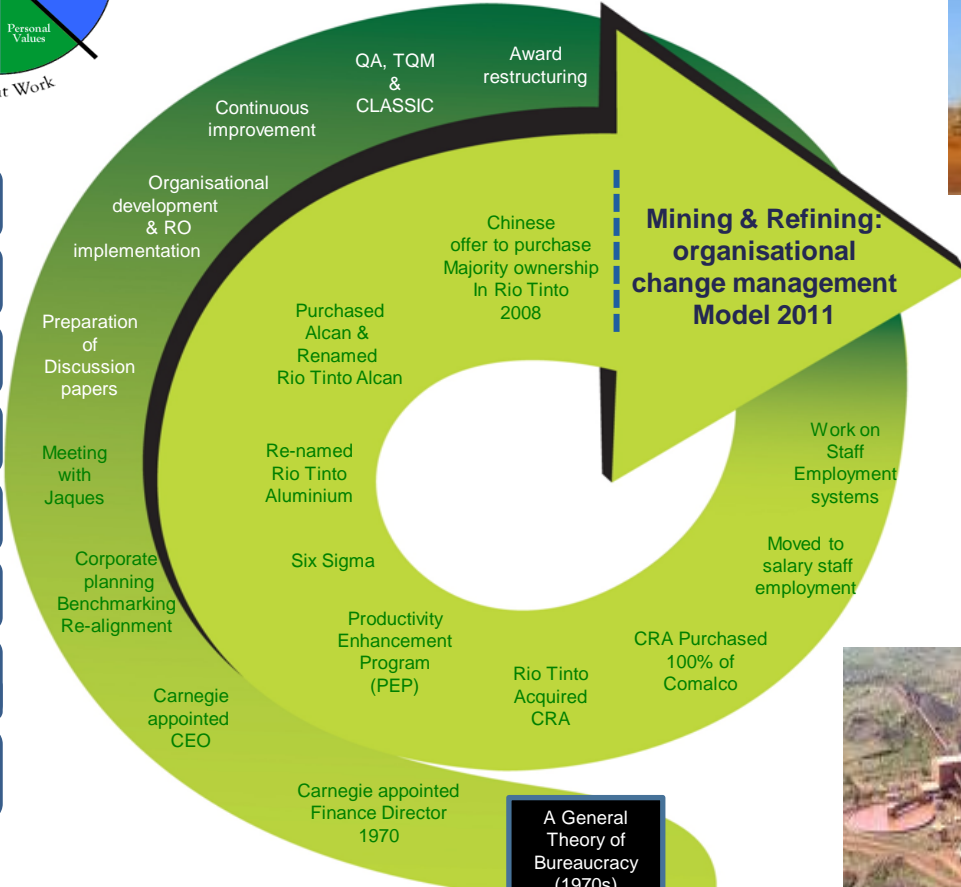 Personal
Values
at Work
QA, TQM
&
CLASSIC
Award
restructuring
Continuous
improvement
Organisational
development
& RO
implementation
Preparation
of
Discussion
papers
Meeting
with
Jaques
Corporate
planning
Benchmarking
Re-alignment
Carnegie
appointed
CEO
Carnegie appointed
Finance Director
1970
A General
Theory of
Bureaucracy
(1970s)
Chinese
offer to purchase
Majority ownership
In Rio Tinto
2008
Mining & Refining:
organisational
change management
Model 2011
Purchased
Alcan &
Renamed
Rio Tinto Alcan
Re-named
Rio Tinto
Aluminium
Six Sigma
Productivity
Enhancement
Program
(PEP)
Rio Tinto
Acquired
CRA
CRA Purchased
100% of
Comalco
Moved to
salary staff
employment
Work on
Staff
Employment
systems